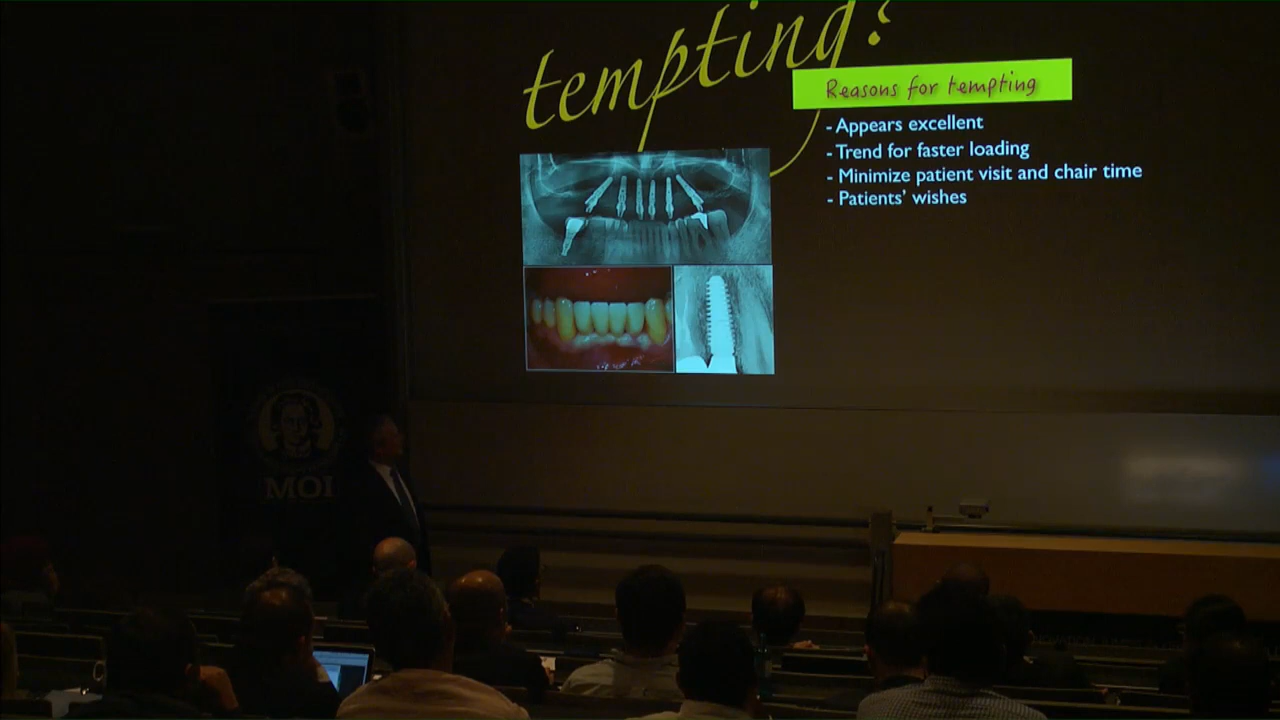 tempting?
Reasons for tempting
- Appears excellent
- Trend for faster loading
- Minimize patient visit and chair time
- Patients' wishes
MOI